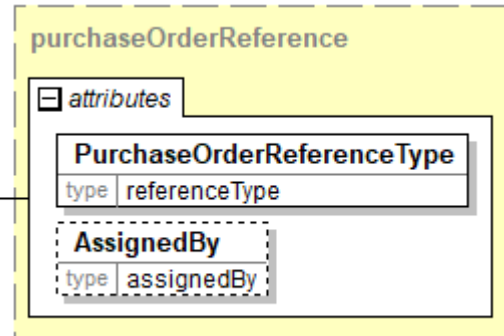 purchaseOrderReference
attributes
PurchaseOrderReferenceType
type referenceType
AssignedBy
type assignedBy